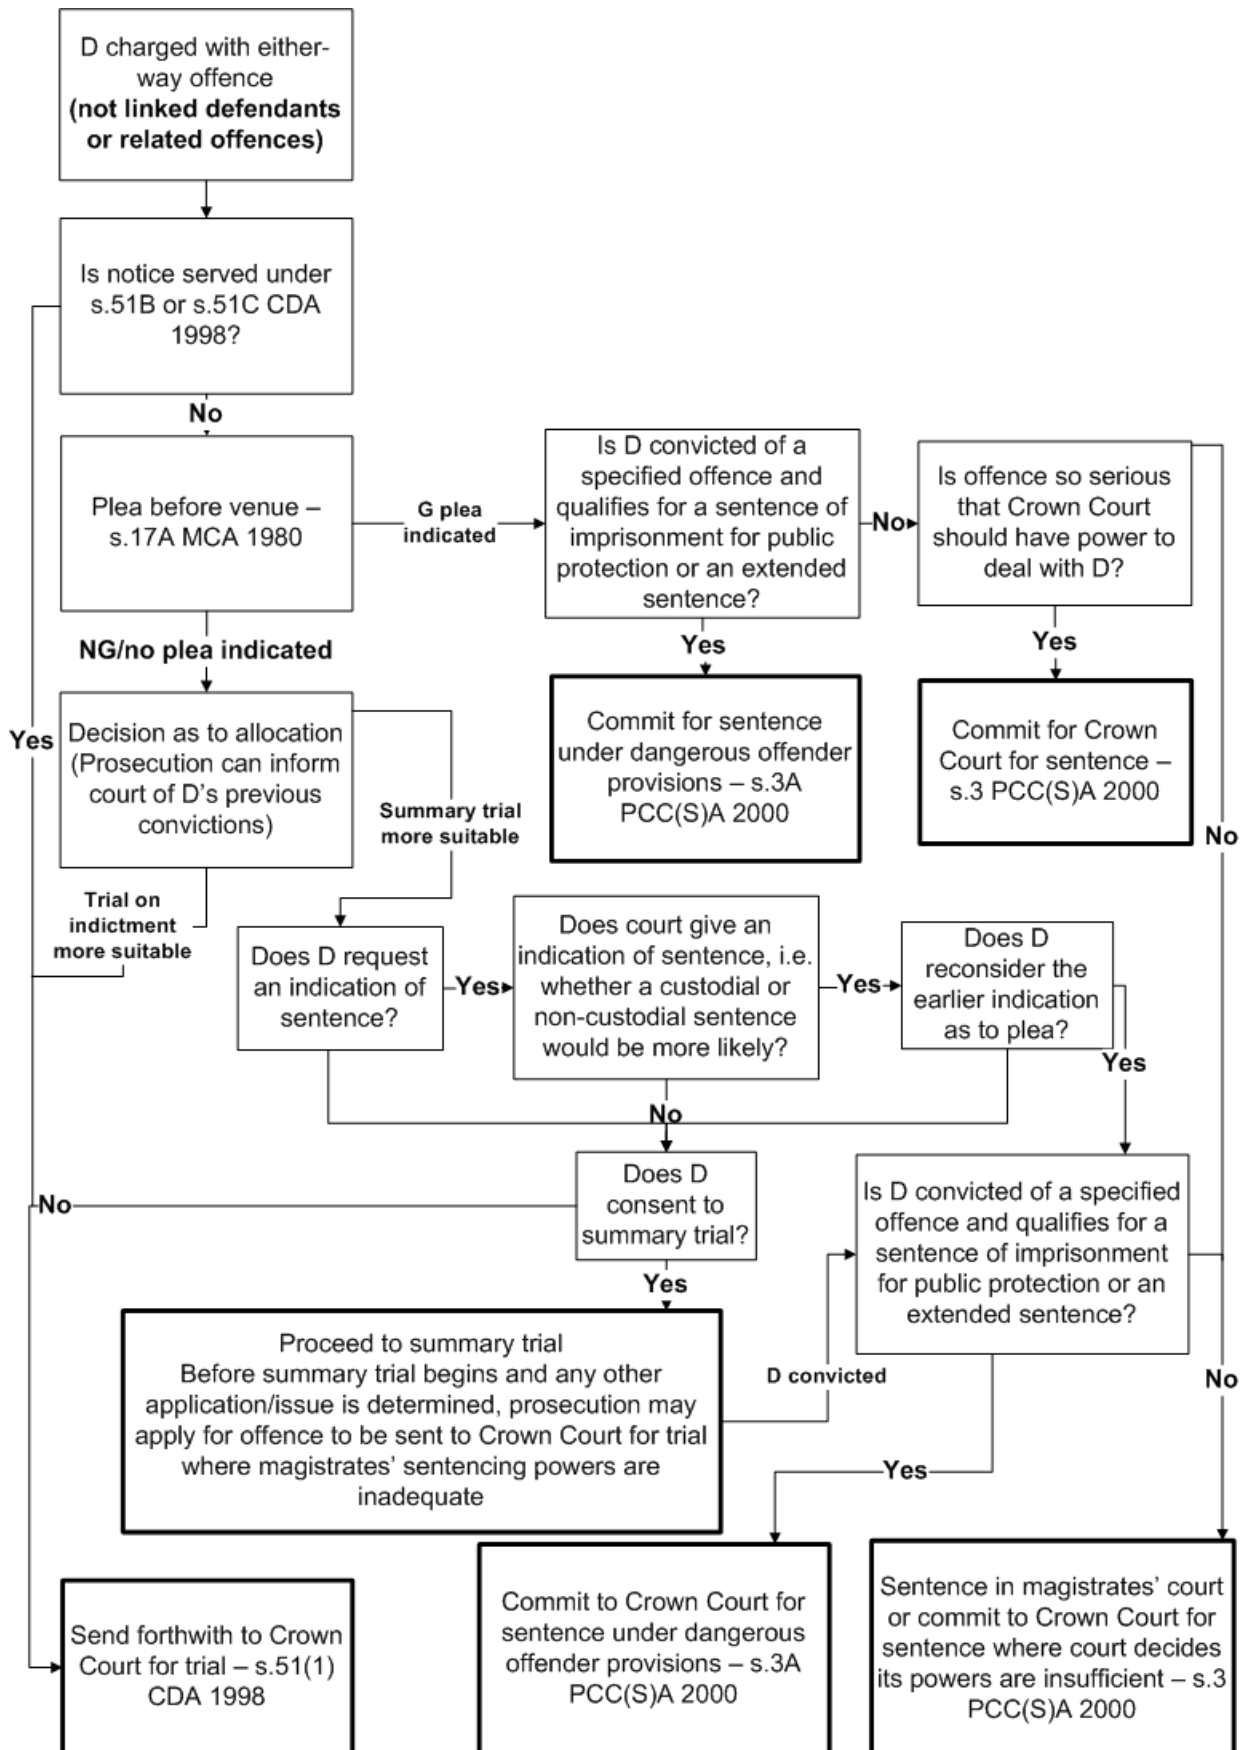 D charged with either-
way offence
(not linked defendants
or related offences)
Is notice served under
s.51B or s.51C CDA
1998?
No
Plea before venue –
s.17A MCA 1980
G plea
indicated
Is D convicted of a
specified offence and
qualifies for a sentence of
imprisonment for public
protection or an extended
sentence?
No
Is offence so serious
that Crown Court
should have power to
deal with D?
Yes
Yes
NG/no plea indicated
Commit for sentence
under dangerous offender
provisions – s.3A
PCC(S)A 2000
Commit for Crown
Court for sentence –
s.3 PCC(S)A 2000
Yes
Decision as to allocation
(Prosecution can inform
court of D's previous
convictions)
Summary trial
more suitable
No
Trial on
indictment
more suitable
Does D request
an indication of
sentence?
Yes
Does court give an
indication of sentence, i.e.
whether a custodial or
non-custodial sentence
would be more likely?
Yes
Does D
reconsider the
earlier indication
as to plea?
Yes
No
Does D
consent to
summary trial?
No
Yes
Is D convicted of a specified
offence and qualifies for a
sentence of imprisonment
for public protection or an
extended sentence?
Proceed to summary trial
Before summary trial begins and any other
application/issue is determined, prosecution may
apply for offence to be sent to Crown Court for trial
where magistrates' sentencing powers are
inadequate
D convicted
No
Yes
Send forthwith to Crown
Court for trial – s.51(1)
CDA 1998
Commit to Crown Court for
sentence under dangerous
offender provisions – s.3A
PCC(S)A 2000
Sentence in magistrates' court
or commit to Crown Court for
sentence where court decides
its powers are insufficient – s.3
PCC(S)A 2000